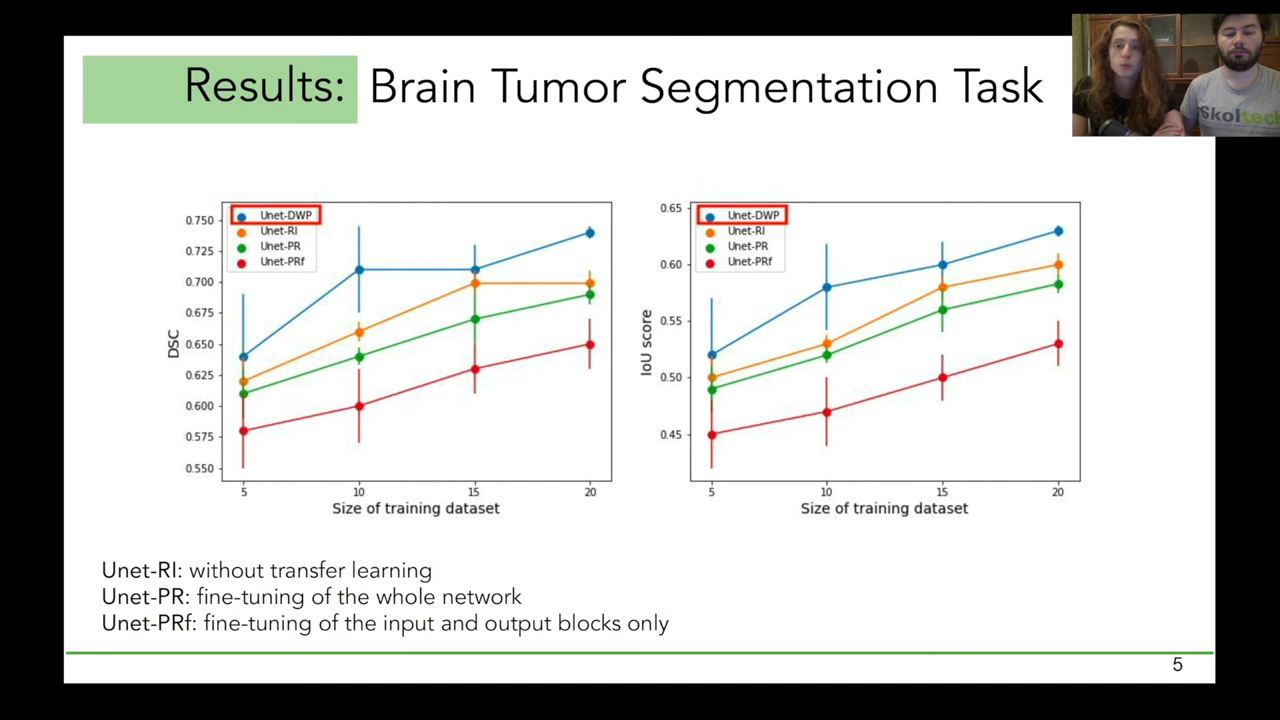 Results: Brain Tumor Segmentation Task
Skoltech
Unet-DWP
Unet-RI
Unet-PR
Unet-PRf
0.750
0.725
0.700
0.675
0.650
0.625
0.600
0.575
0.550
DSC
5 10 15 20
Size of training dataset
Unet-DWP
Unet-RI
Unet-PR
Unet-PRf
0.65
0.60
0.55
0.50
0.45
IoU score
5 10 15 20
Size of training dataset
Unet-RI: without transfer learning
Unet-PR: fine-tuning of the whole network
Unet-PRf: fine-tuning of the input and output blocks only
5